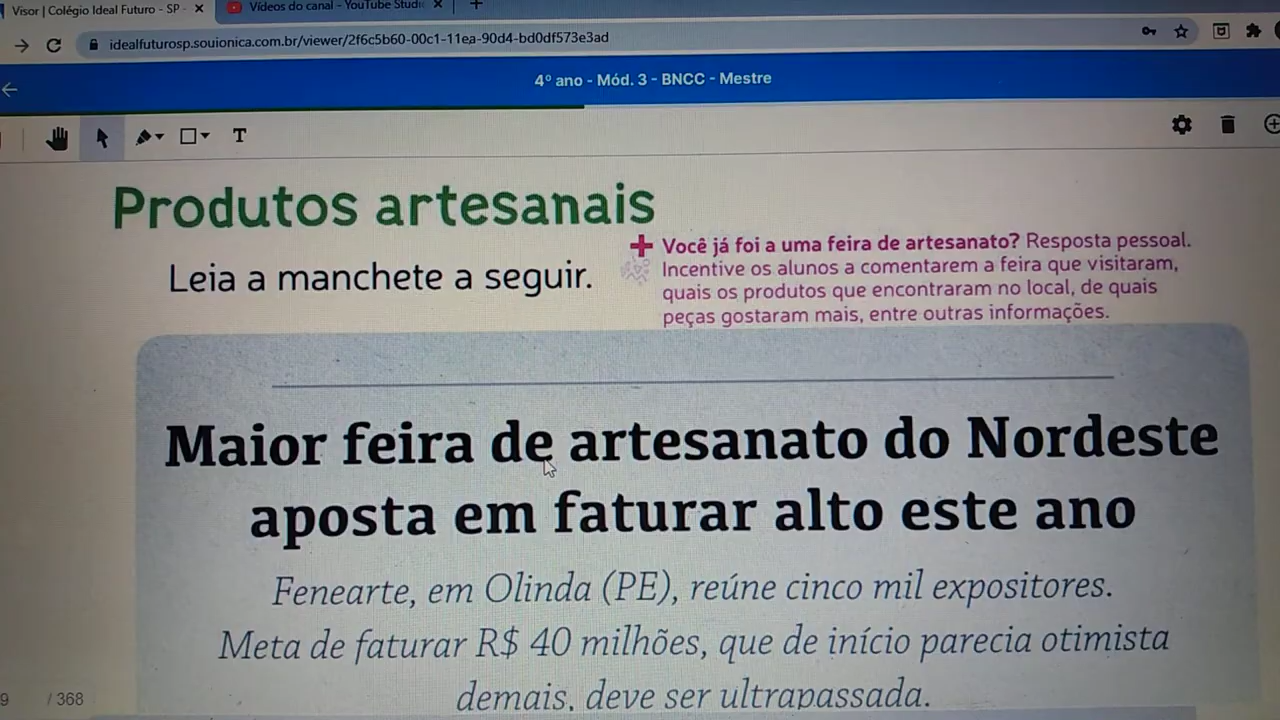 Visor | Colégio Ideal Futuro - SP -
Vídeos do canal - YouTube Studi
idealfuturosp.souionica.com.br/viewer/2f6c5b60-00c1-11ea-90d4-bd0df573e3ad
4º ano - Mód. 3 - BNCC - Mestre
T
Produtos artesanais
Leia a manchete a seguir.
Você já foi a uma feira de artesanato? Resposta pessoal.
Incentive os alunos a comentarem a feira que visitaram,
quais os produtos que encontraram no local, de quais
peças gostaram mais, entre outras informações.
Maior feira de artesanato do Nordeste
aposta em faturar alto este ano
Fenearte, em Olinda (PE), reúne cinco mil expositores.
Meta de faturar R$ 40 milhões, que de início parecia otimista
demais, deve ser ultrapassada.
9 / 368